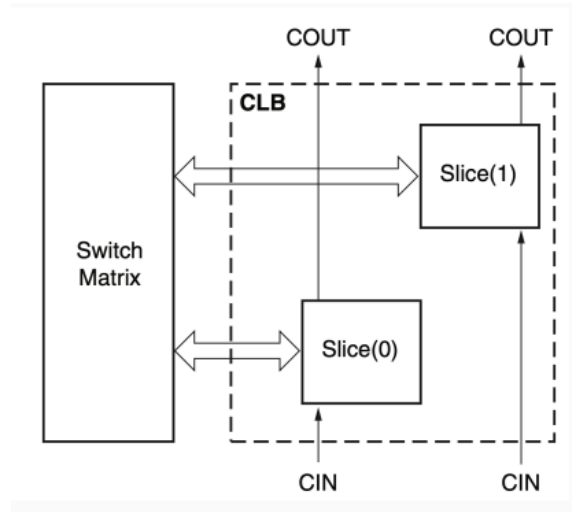 COUT
COUT
CLB
Slice(1)
Switch
Matrix
Slice(0)
CIN
CIN